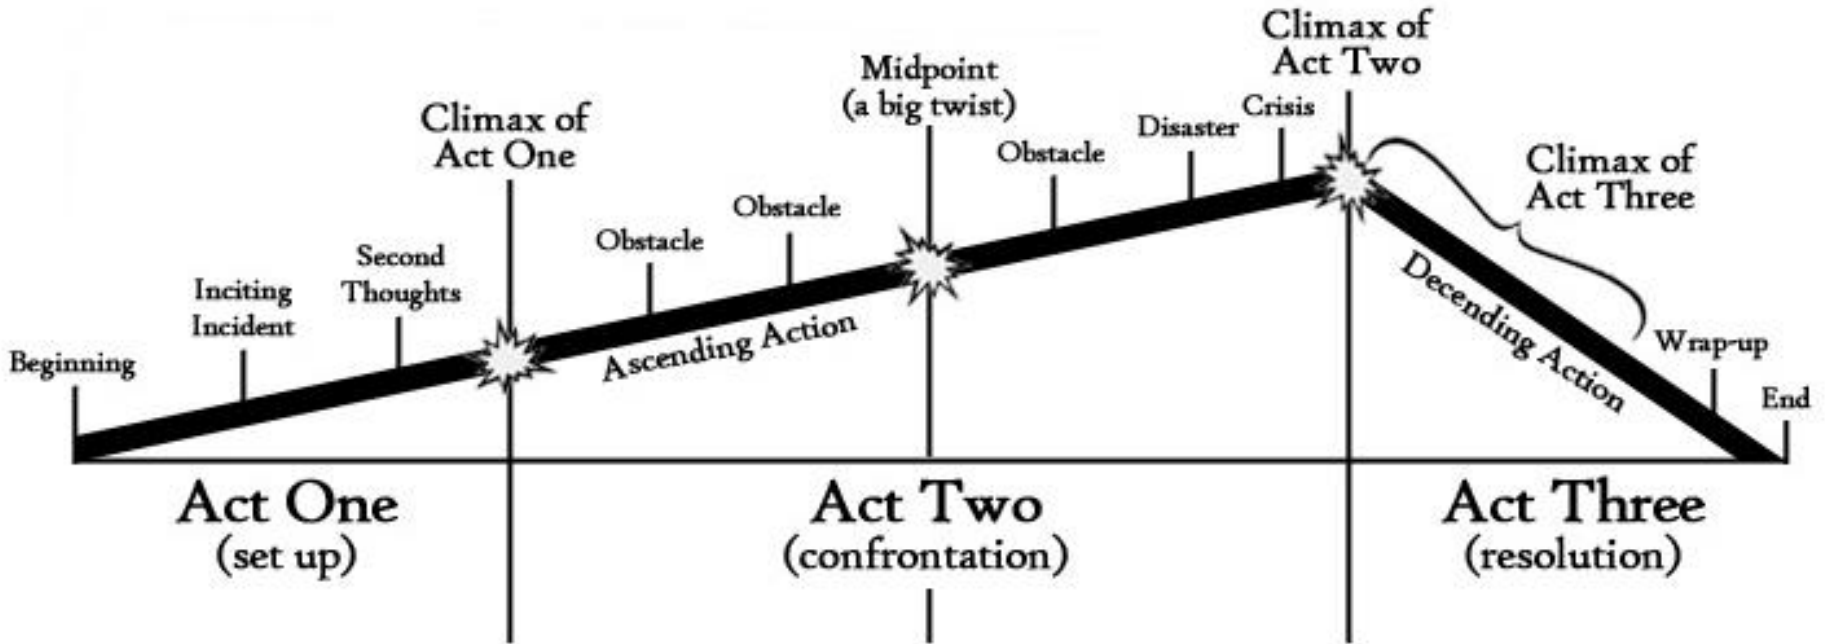 Beginning
Inciting
Incident
Second
Thoughts
Climax of
Act One
Obstacle
Obstacle
Midpoint
(a big twist)
Obstacle
Disaster
Crisis
Climax of
Act Two
Climax of
Act Three
Wrap-up
End
Ascending Action
Decending Action
Act One
(set up)
Act Two
(confrontation)
Act Three
(resolution)